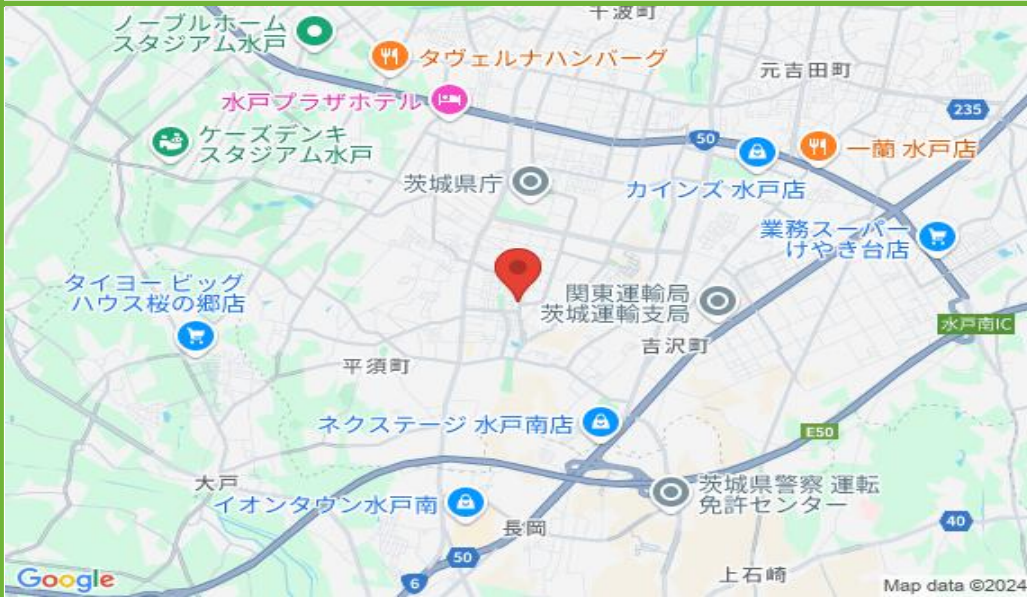 千波町
ノーブルホーム
スタジアム水戸
タヴェルナハンバーグ
元吉田町
水戸プラザホテル
235
ケーズデンキ
スタジアム水戸
50
一蘭 水戸店
茨城県庁
カインズ 水戸店
業務スーパー
けやき台店
タイヨー ビッグ
ハウス桜の郷店
関東運輸局
茨城運輸支局
水戸南IC
吉沢町
平須町
ネクステージ 水戸南店
E50
大戸
茨城県警察 運転
免許センター
イオンタウン水戸南
長岡
40
50
6
上石崎
Google
Map data ©2024